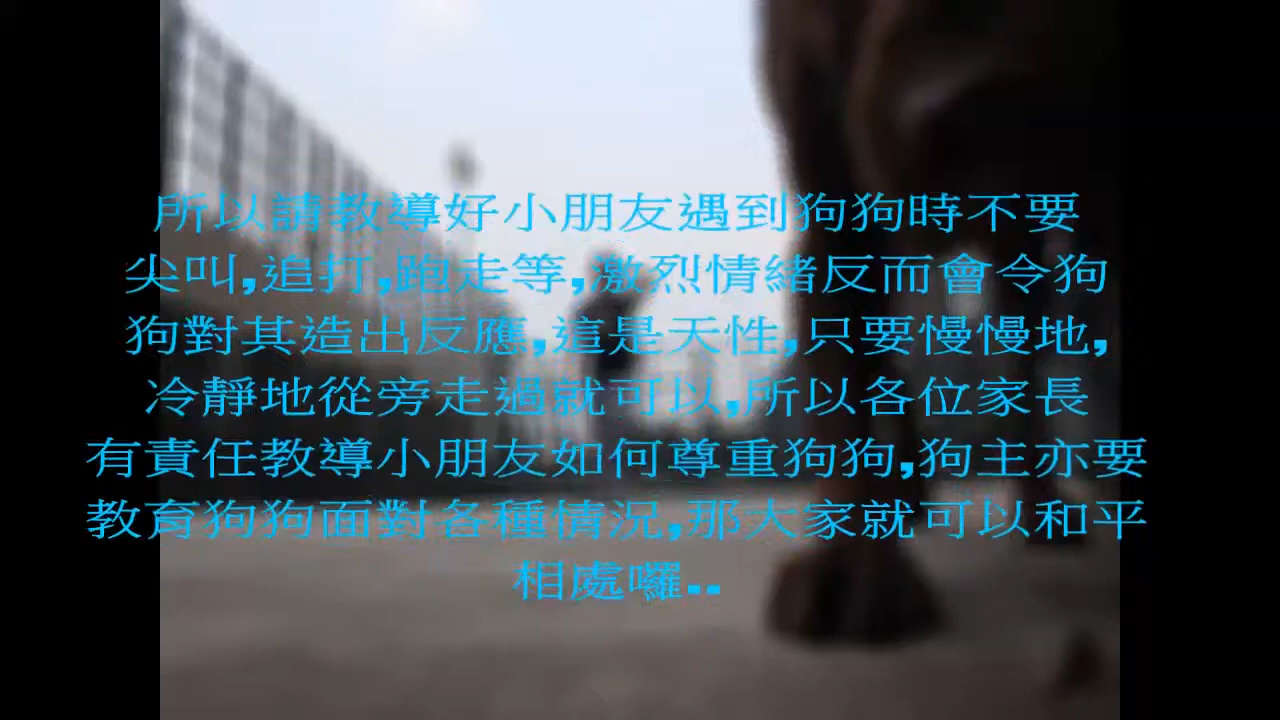 所以請教導好小朋友遇到狗狗時不要
尖叫,追打,跑走等,激烈情緒反而會令狗
狗對其造出反應,這是天性,只要慢慢地,
冷靜地從旁走過就可以,所以各位家長
有責任教導小朋友如何尊重狗狗,狗主亦要
教育狗狗面對各種情況,那大家就可以和平
相處囉..